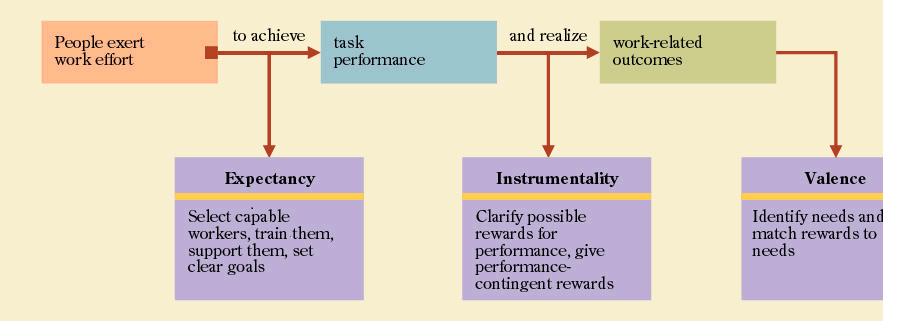 People exert
work effort
to achieve
task
performance
and realize
work-related
outcomes
Expectancy
Select capable
workers, train them,
support them, set
clear goals
Instrumentality
Clarify possible
rewards for
performance, give
performance-
contingent rewards
Valence
Identify needs and
match rewards to
needs